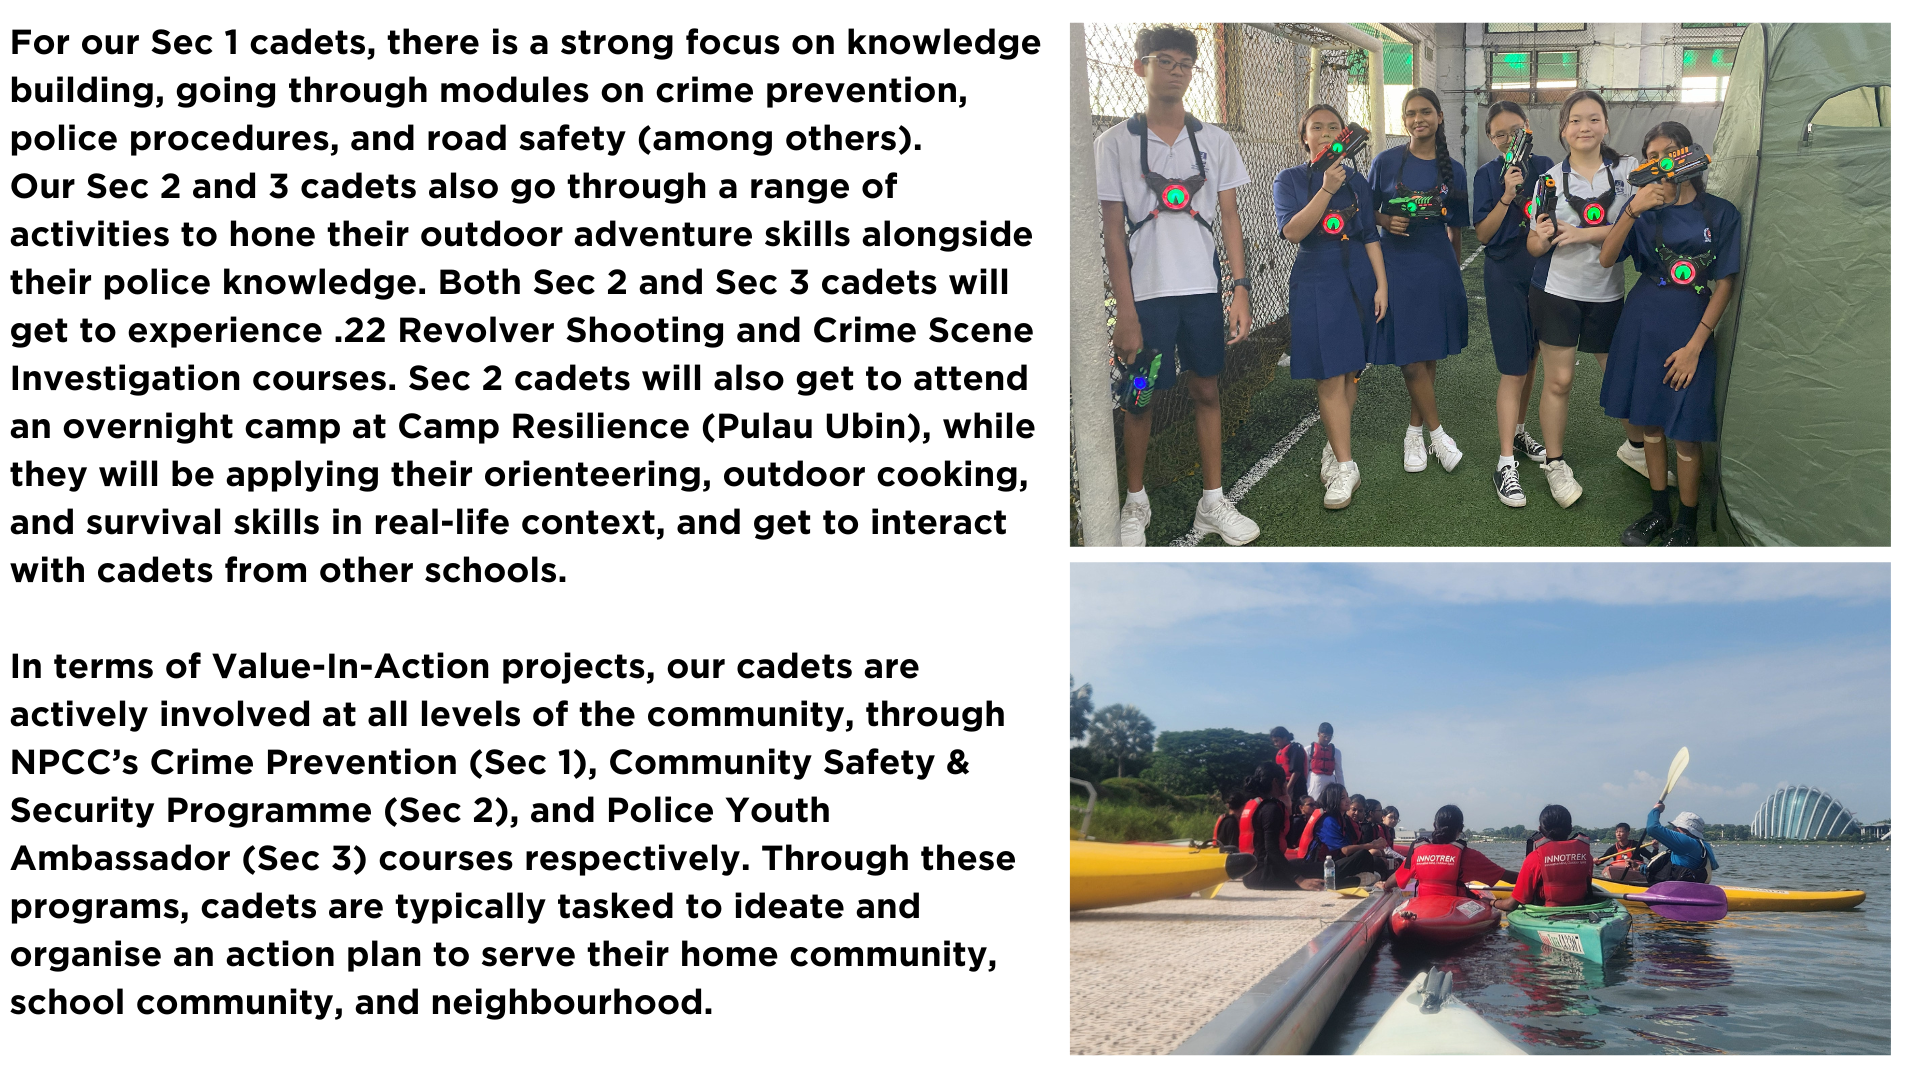 For our Sec 1 cadets, there is a strong focus on knowledge
building, going through modules on crime prevention,
police procedures, and road safety (among others).
Our Sec 2 and 3 cadets also go through a range of
activities to hone their outdoor adventure skills alongside
their police knowledge. Both Sec 2 and Sec 3 cadets will
get to experience .22 Revolver Shooting and Crime Scene
Investigation courses. Sec 2 cadets will also get to attend
an overnight camp at Camp Resilience (Pulau Ubin), while
they will be applying their orienteering, outdoor cooking,
and survival skills in real-life context, and get to interact
with cadets from other schools.
In terms of Value-In-Action projects, our cadets are
actively involved at all levels of the community, through
NPCC’s Crime Prevention (Sec 1), Community Safety &
Security Programme (Sec 2), and Police Youth
Ambassador (Sec 3) courses respectively. Through these
programs, cadets are typically tasked to ideate and
organise an action plan to serve their home community,
school community, and neighbourhood.
INNOTREK
INNOTREK